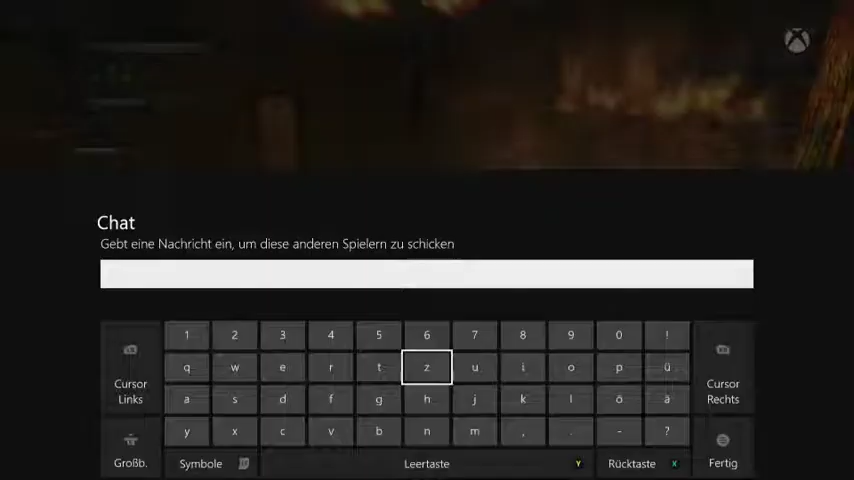 Chat
Gebt eine Nachricht ein, um diese anderen Spielern zu schicken
1 2 3 4 5 6 7 8 9 0 !
q w e r t z u i o p ü
Cursor Links
a s d f g h j k l ö ä
Cursor Rechts
y x c v b n m , . - ?
Großb. Symbole Leertaste Y Rücktaste X Fertig